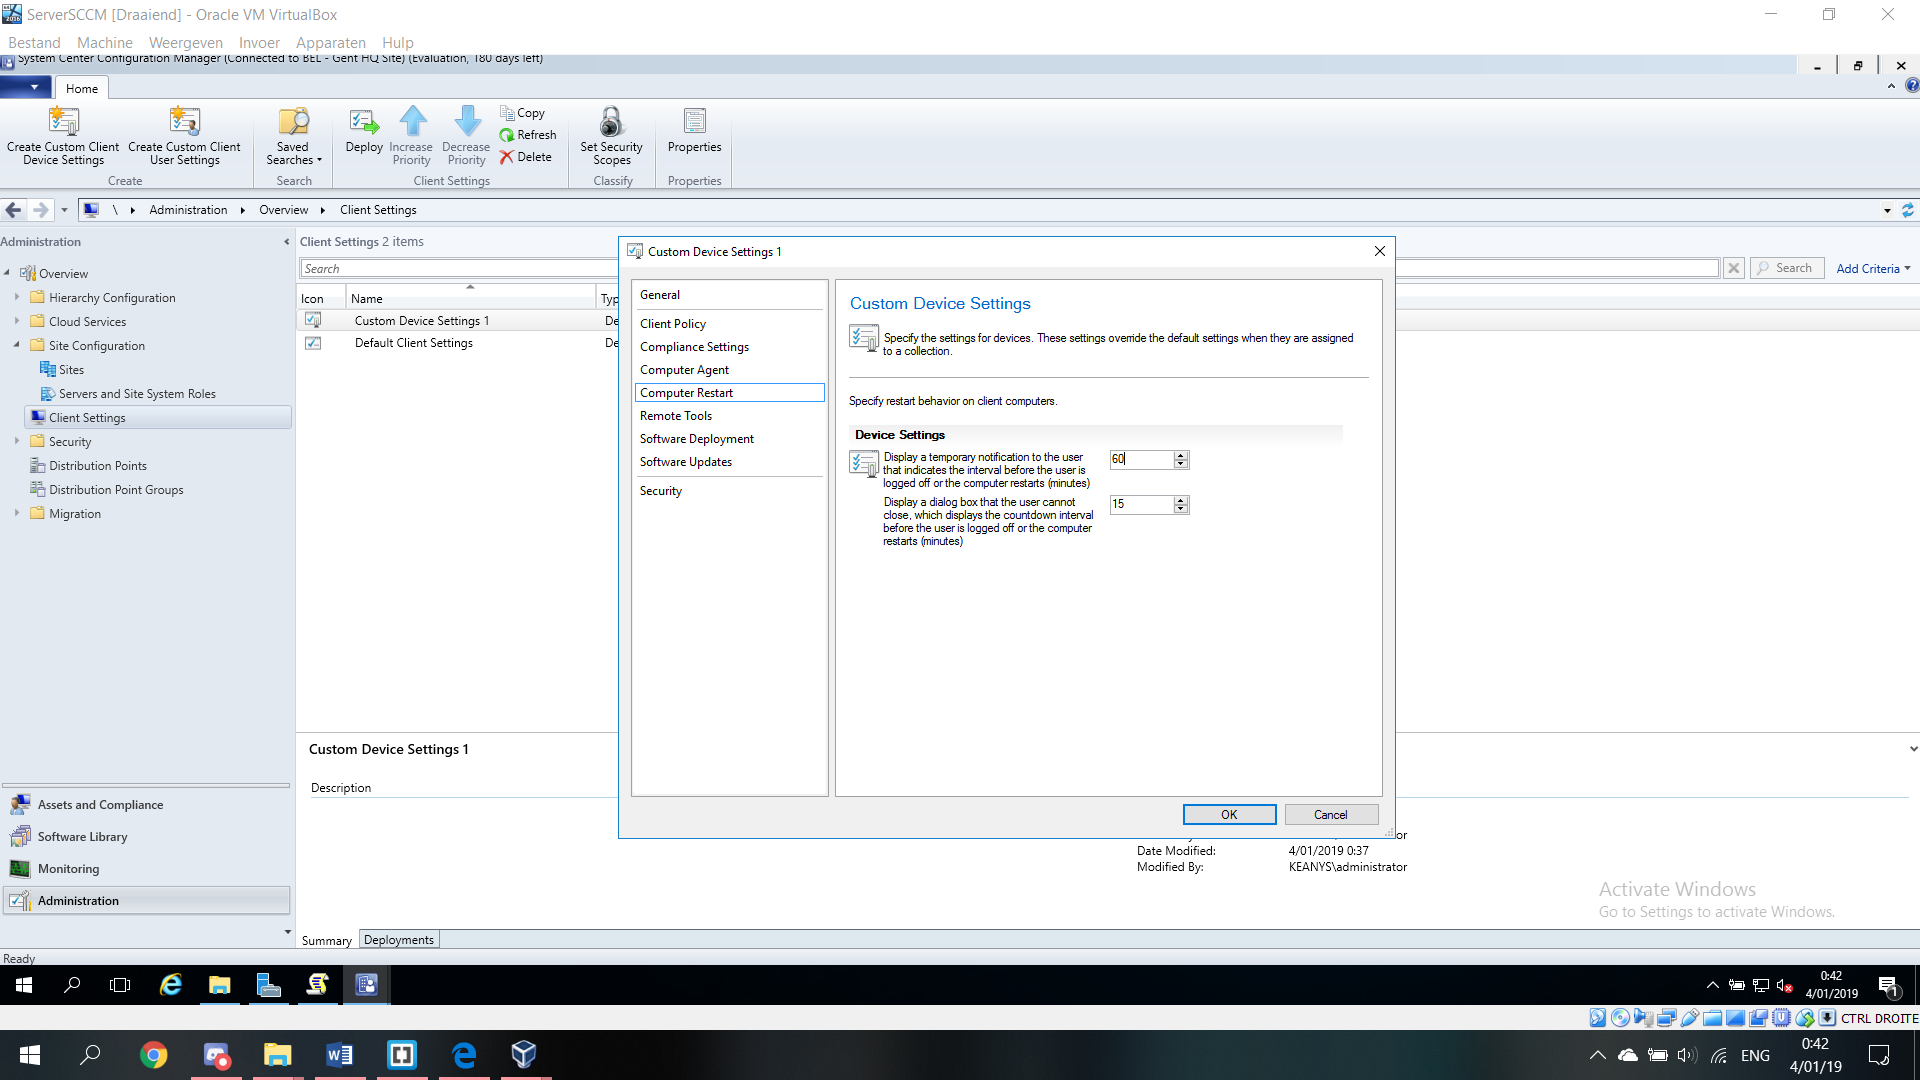 ServerSCCM [Draaiend] - Oracle VM VirtualBox
Bestand Machine Weergeven Invoer Apparaten Hulp
System Center Configuration Manager (Connected to BEL - Gent HQ Site) (Evaluation, 180 days left)
Home
Create Custom Client Device Settings
Create Custom Client User Settings
Create
Saved Searches
Search
Deploy
Increase Priority
Decrease Priority
Copy
Refresh
Delete
Client Settings
Set Security Scopes
Classify
Properties
Properties
\ Administration Overview Client Settings
Administration
Overview
Hierarchy Configuration
Cloud Services
Site Configuration
Sites
Servers and Site System Roles
Client Settings
Security
Distribution Points
Distribution Point Groups
Migration
Assets and Compliance
Software Library
Monitoring
Administration
Client Settings 2 items
Search
Search
Add Criteria
Icon Name Typ
Custom Device Settings 1 De
Default Client Settings De
Custom Device Settings 1
General
Client Policy
Compliance Settings
Computer Agent
Computer Restart
Remote Tools
Software Deployment
Software Updates
Security
Custom Device Settings
Specify the settings for devices. These settings override the default settings when they are assigned
to a collection.
Specify restart behavior on client computers.
Device Settings
Display a temporary notification to the user
that indicates the interval before the user is
logged off or the computer restarts (minutes)
60
Display a dialog box that the user cannot
close, which displays the countdown interval
before the user is logged off or the computer
restarts (minutes)
15
OK Cancel
Custom Device Settings 1
Description
or
Date Modified: 4/01/2019 0:37
Modified By: KEANYS\administrator
Activate Windows
Go to Settings to activate Windows.
Summary Deployments
Ready
0:42
4/01/2019
1
CTRL DROITE
ENG
0:42
4/01/19